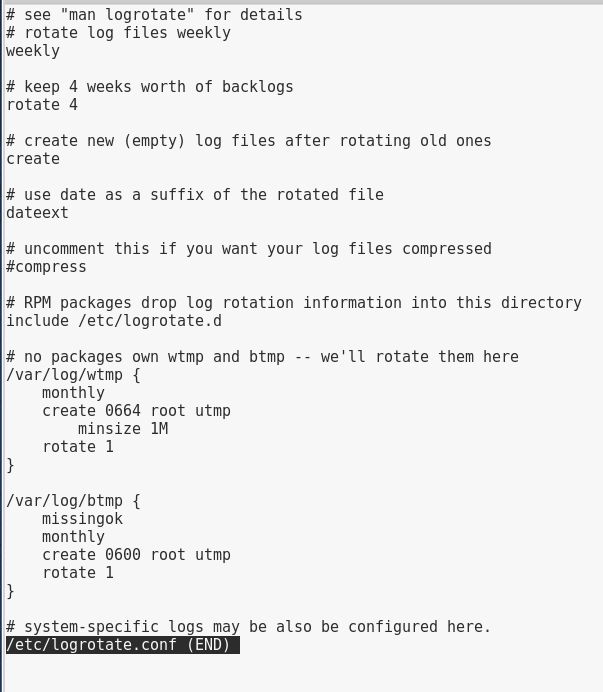 # see "man logrotate" for details
# rotate log files weekly
weekly

# keep 4 weeks worth of backlogs
rotate 4

# create new (empty) log files after rotating old ones
create

# use date as a suffix of the rotated file
dateext

# uncomment this if you want your log files compressed
#compress

# RPM packages drop log rotation information into this directory
include /etc/logrotate.d

# no packages own wtmp and btmp -- we'll rotate them here
/var/log/wtmp {
    monthly
    create 0664 root utmp
        minsize 1M
    rotate 1
}

/var/log/btmp {
    missingok
    monthly
    create 0600 root utmp
    rotate 1
}

# system-specific logs may be also be configured here.
/etc/logrotate.conf (END)